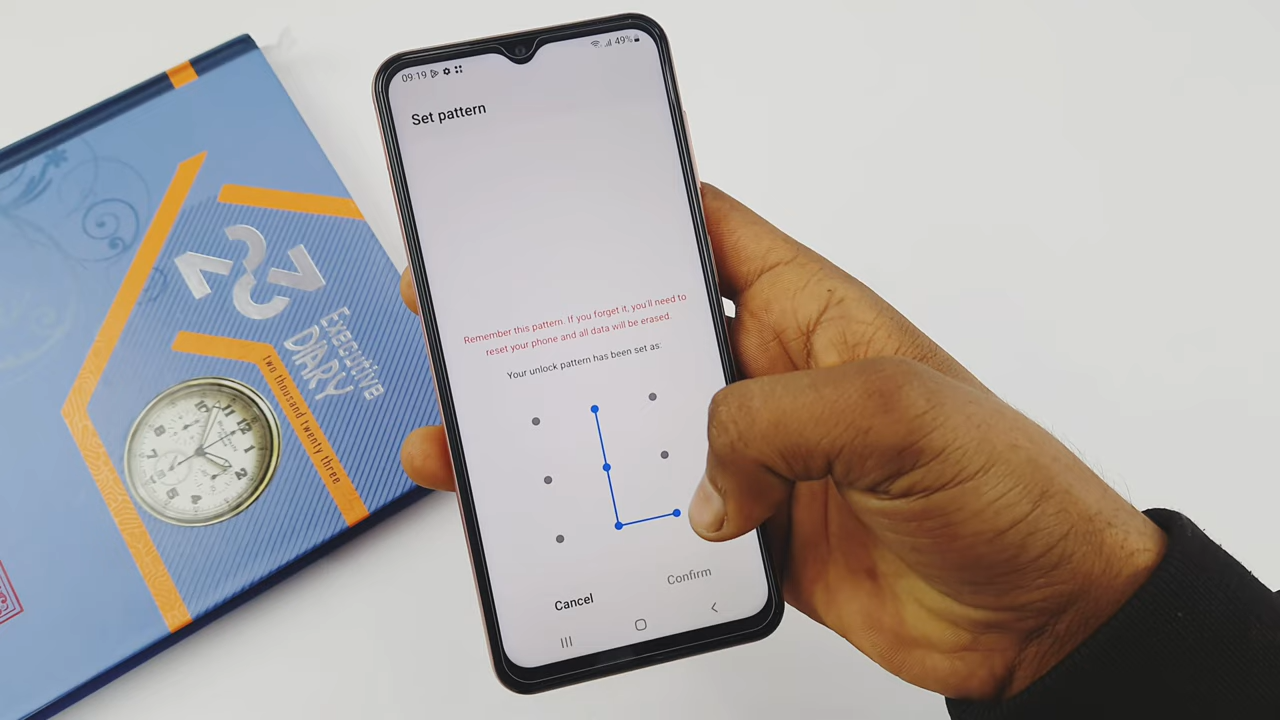 09:19
49%
Set pattern
Remember this pattern. If you forget it, you'll need to
reset your phone and all data will be erased.
Your unlock pattern has been set as:
Cancel
Confirm
Executive
DIARY
two thousand twenty three